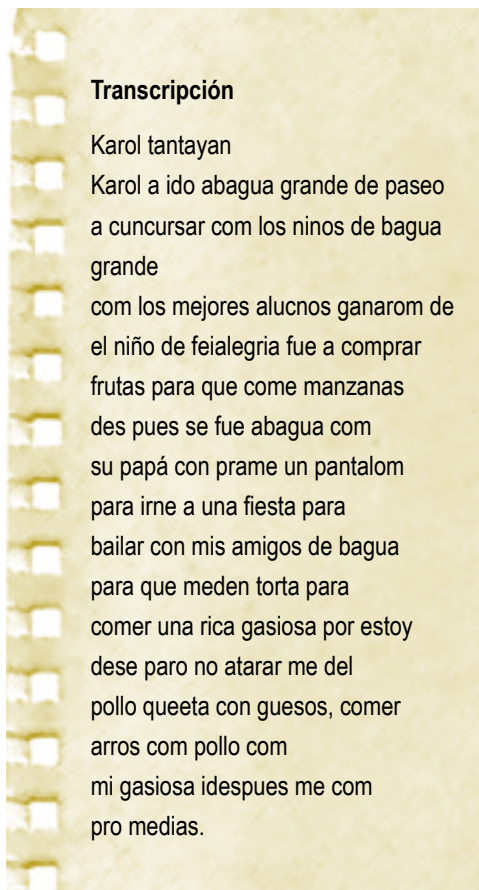 Transcripción
Karol tantayan
Karol a ido abagua grande de paseo
a cuncursar com los ninos de bagua
grande
com los mejores alucnos ganarom de
el niño de feialegria fue a comprar
frutas para que come manzanas
des pues se fue abagua com
su papá con prame un pantalom
para irne a una fiesta para
bailar con mis amigos de bagua
para que meden torta para
comer una rica gasiosa por estoy
dese paro no atarar me del
pollo queeta con guesos, comer
arros com pollo com
mi gasiosa idespues me com
pro medias.